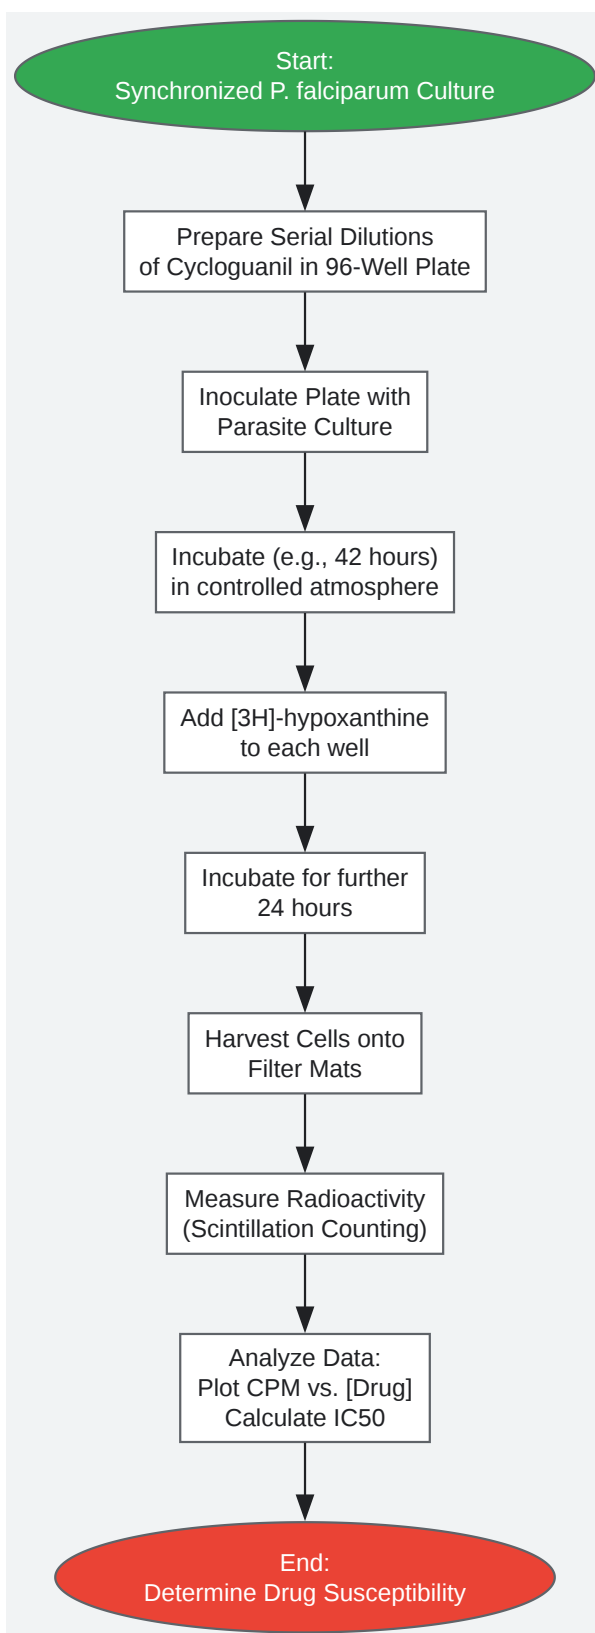 Start:
Synchronized P. falciparum Culture
Prepare Serial Dilutions
of Cycloguanil in 96-Well Plate
Inoculate Plate with
Parasite Culture
Incubate (e.g., 42 hours)
in controlled atmosphere
Add [3H]-hypoxanthine
to each well
Incubate for further
24 hours
Harvest Cells onto
Filter Mats
Measure Radioactivity
(Scintillation Counting)
Analyze Data:
Plot CPM vs. [Drug]
Calculate IC50
End:
Determine Drug Susceptibility